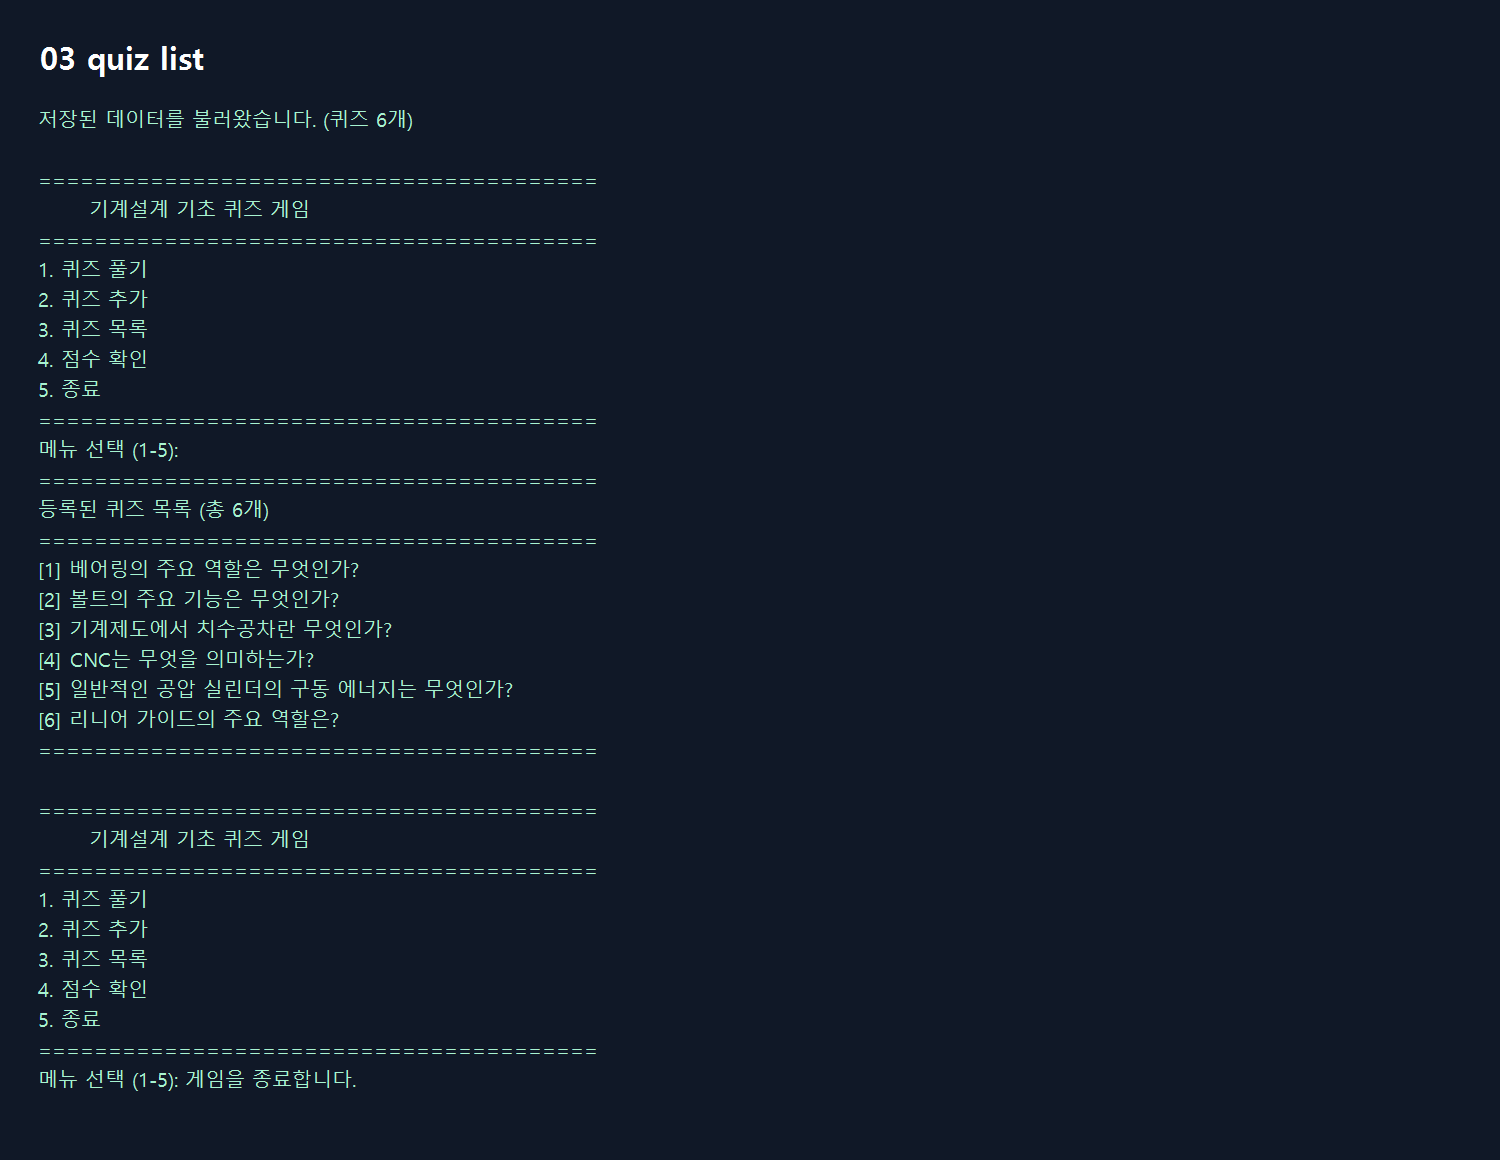 03 quiz list
저장된 데이터를 불러왔습니다. (퀴즈 6개)
========================================
기계설계 기초 퀴즈 게임
========================================
1. 퀴즈 풀기
2. 퀴즈 추가
3. 퀴즈 목록
4. 점수 확인
5. 종료
========================================
메뉴 선택 (1-5):
========================================
등록된 퀴즈 목록 (총 6개)
========================================
[1] 베어링의 주요 역할은 무엇인가?
[2] 볼트의 주요 기능은 무엇인가?
[3] 기계제도에서 치수공차란 무엇인가?
[4] CNC는 무엇을 의미하는가?
[5] 일반적인 공압 실린더의 구동 에너지는 무엇인가?
[6] 리니어 가이드의 주요 역할은?
========================================
========================================
기계설계 기초 퀴즈 게임
========================================
1. 퀴즈 풀기
2. 퀴즈 추가
3. 퀴즈 목록
4. 점수 확인
5. 종료
========================================
메뉴 선택 (1-5): 게임을 종료합니다.